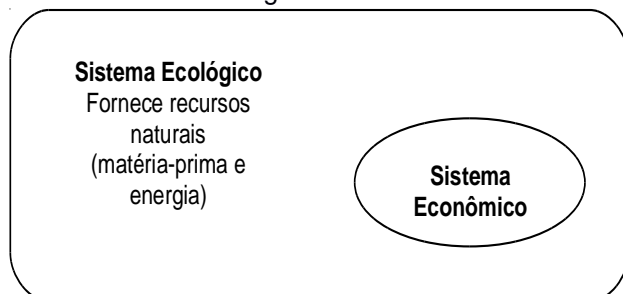 Sistema Ecológico
Fornece recursos
naturais
(matéria-prima e
energia)
Sistema
Econômico